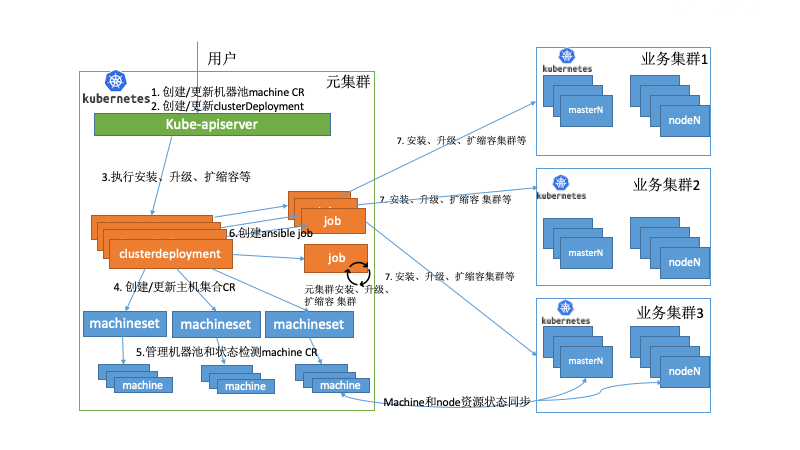 用户
元集群
kubernetes
1. 创建/更新机器池machine CR
2. 创建/更新clusterDeployment
Kube-apiserver
3.执行安装、升级、扩缩容等
job
6.创建ansible job
clusterdeployment
job
元集群安装、升级、
扩缩容 集群
4. 创建/更新主机集合CR
machineset
machineset
machineset
5.管理机器池和状态检测machine CR
machine
machine
machine
7. 安装、升级、扩缩容集群等
7. 安装、升级、扩缩容 集群等
7. 安装、升级、扩缩容集群等
Machine和node资源状态同步
kubernetes
业务集群1
masterN
nodeN
kubernetes
业务集群2
masterN
nodeN
kubernetes
业务集群3
masterN
nodeN